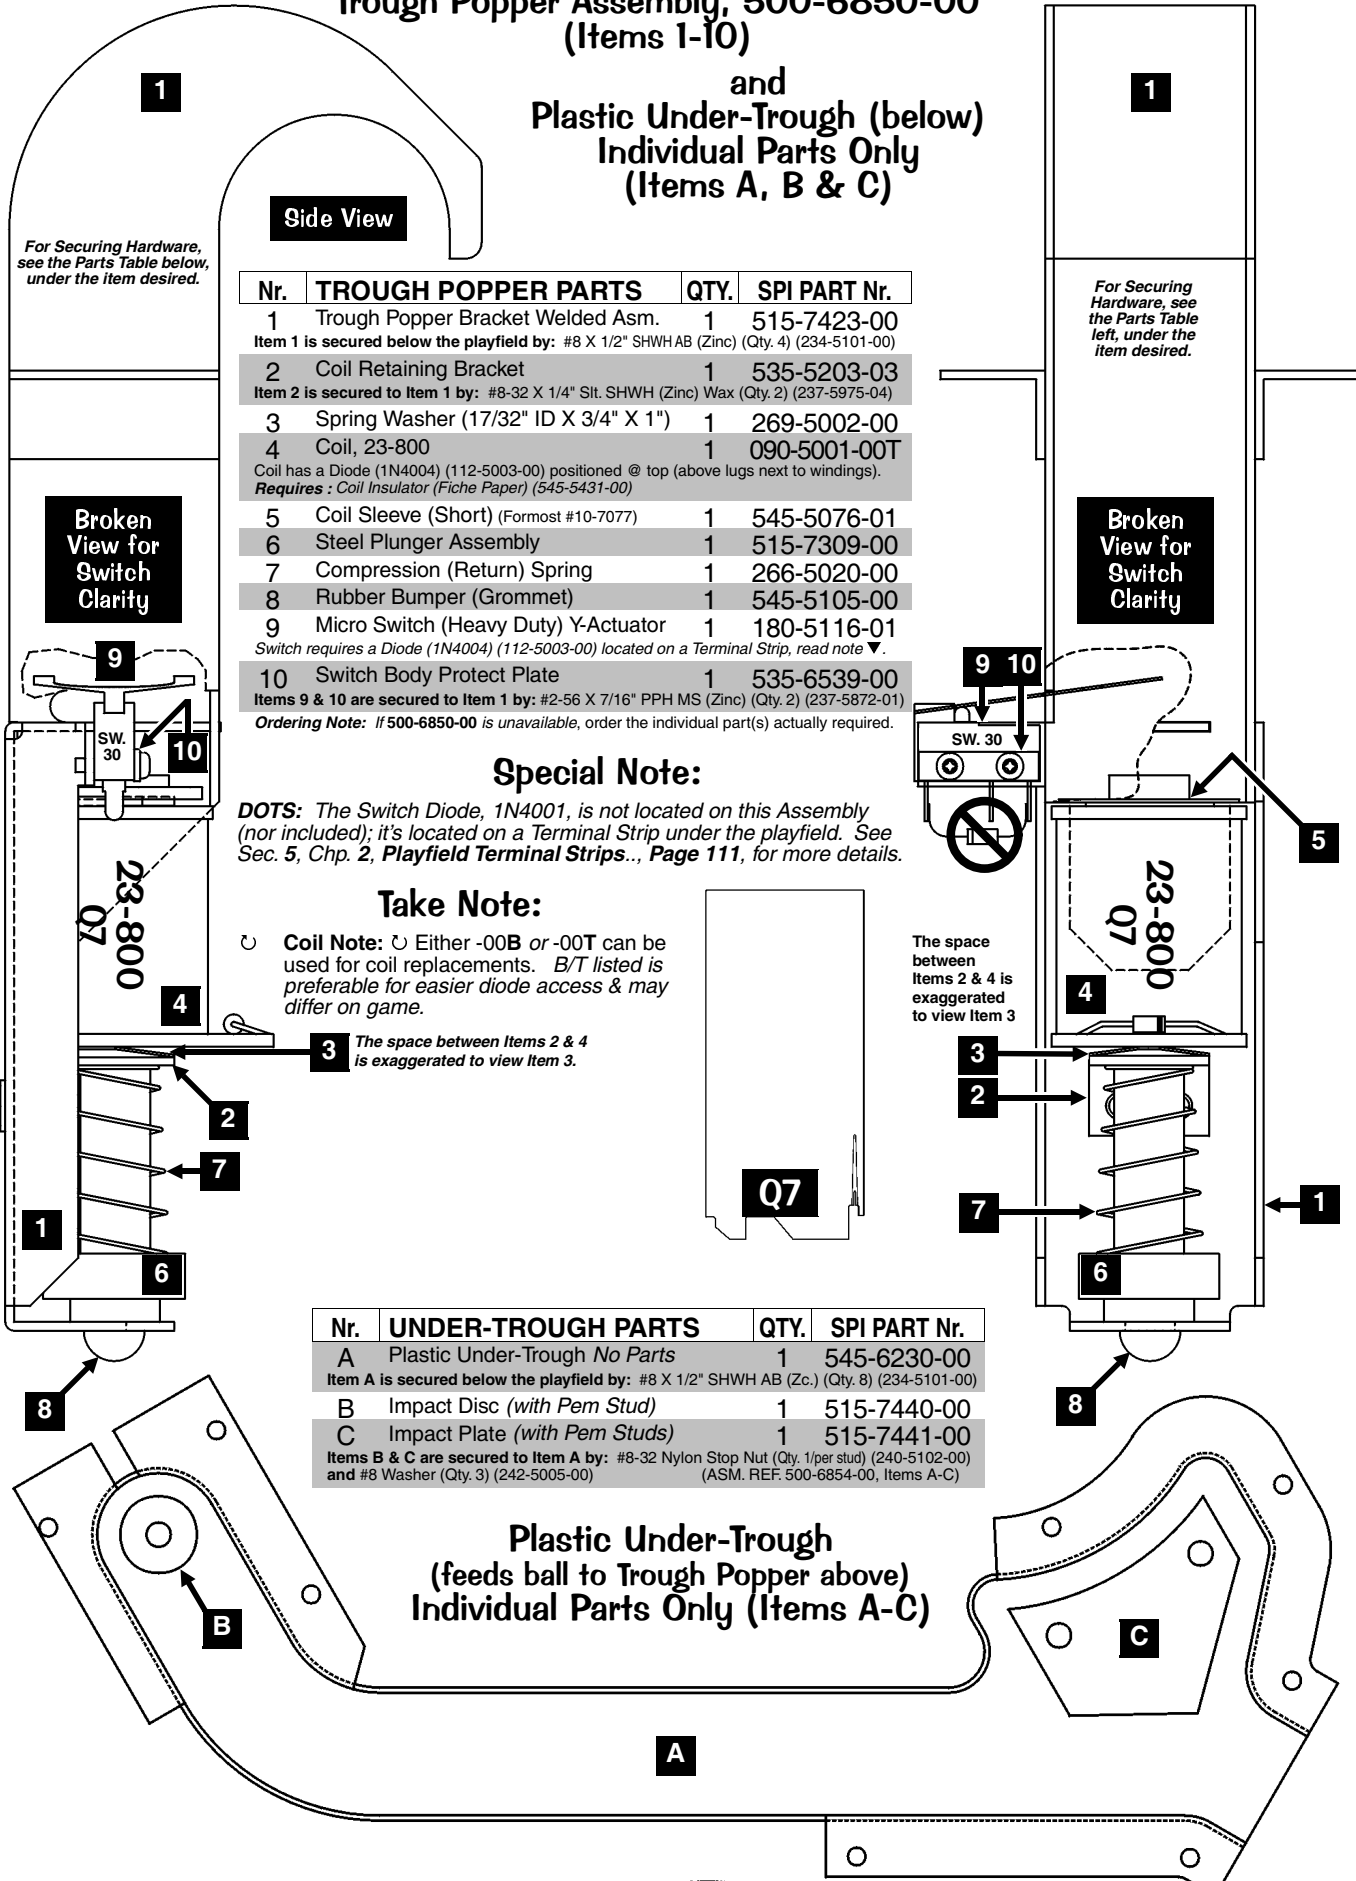 Trough Popper Assembly, 500-6850-00
(Items 1-10)
and
Plastic Under-Trough (below)
Individual Parts Only
(Items A, B & C)
1
1
Side View
For Securing Hardware,
see the Parts Table below,
under the item desired.
For Securing
Hardware, see
the Parts Table
left, under the
item desired.
Nr. TROUGH POPPER PARTS QTY. SPI PART Nr.
1 Trough Popper Bracket Welded Asm. 1 515-7423-00
Item 1 is secured below the playfield by: #8 X 1/2" SHWH AB (Zinc) (Qty. 4) (234-5101-00)
2 Coil Retaining Bracket 1 535-5203-03
Item 2 is secured to Item 1 by: #8-32 X 1/4" Slt. SHWH (Zinc) Wax (Qty. 2) (237-5975-04)
3 Spring Washer (17/32" ID X 3/4" X 1") 1 269-5002-00
4 Coil, 23-800 1 090-5001-00T
Coil has a Diode (1N4004) (112-5003-00) positioned @ top (above lugs next to windings).
Requires : Coil Insulator (Fiche Paper) (545-5431-00)
5 Coil Sleeve (Short) (Formost #10-7077) 1 545-5076-01
6 Steel Plunger Assembly 1 515-7309-00
7 Compression (Return) Spring 1 266-5020-00
8 Rubber Bumper (Grommet) 1 545-5105-00
9 Micro Switch (Heavy Duty) Y-Actuator 1 180-5116-01
Switch requires a Diode (1N4004) (112-5003-00) located on a Terminal Strip, read note ▼.
10 Switch Body Protect Plate 1 535-6539-00
Items 9 & 10 are secured to Item 1 by: #2-56 X 7/16" PPH MS (Zinc) (Qty. 2) (237-5872-01)
Ordering Note: If 500-6850-00 is unavailable, order the individual part(s) actually required.
Broken
View for
Switch
Clarity
Broken
View for
Switch
Clarity
9
SW.
30
10
9 10
SW. 30
5
Special Note:
DOTS: The Switch Diode, 1N4001, is not located on this Assembly
(nor included); it's located on a Terminal Strip under the playfield. See
Sec. 5, Chp. 2, Playfield Terminal Strips.., Page 111, for more details.
Take Note:
↻ Coil Note: ↻ Either -00B or -00T can be
used for coil replacements. B/T listed is
preferable for easier diode access & may
differ on game.
23-800
Q7
4
3
The space between Items 2 & 4
is exaggerated to view Item 3.
2
7
1
6
8
Q7
The space
between
Items 2 & 4 is
exaggerated
to view Item 3
23-800
Q7
4
3
2
7
1
6
8
Nr. UNDER-TROUGH PARTS QTY. SPI PART Nr.
A Plastic Under-Trough No Parts 1 545-6230-00
Item A is secured below the playfield by: #8 X 1/2" SHWH AB (Zc.) (Qty. 8) (234-5101-00)
B Impact Disc (with Pem Stud) 1 515-7440-00
C Impact Plate (with Pem Studs) 1 515-7441-00
Items B & C are secured to Item A by: #8-32 Nylon Stop Nut (Qty. 1/per stud) (240-5102-00)
and #8 Washer (Qty. 3) (242-5005-00) (ASM. REF. 500-6854-00, Items A-C)
Plastic Under-Trough
(feeds ball to Trough Popper above)
Individual Parts Only (Items A-C)
B
C
A